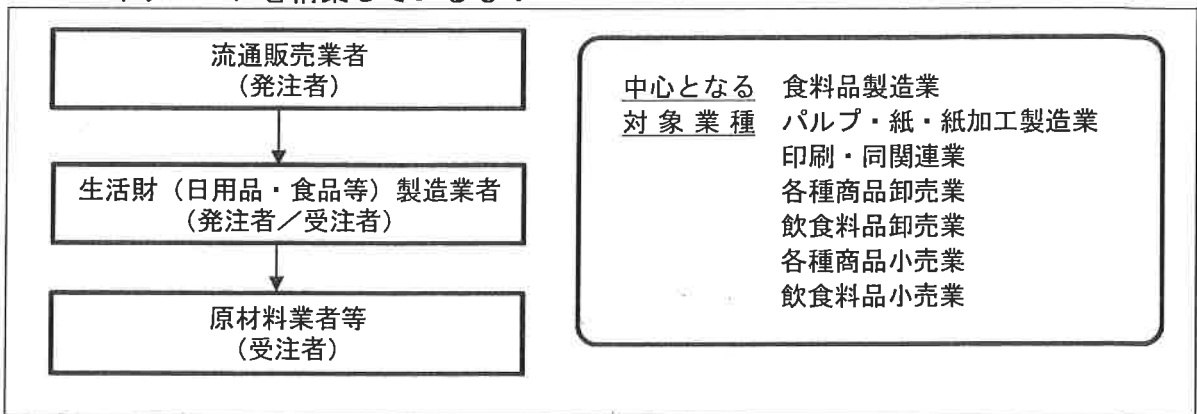 流通販売業者
(発注者)
生活財(日用品・食品等)製造業者
(発注者/受注者)
原材料業者等
(受注者)
中心となる 食料品製造業
対象業種 パルプ・紙・紙加工製造業
印刷・同関連業
各種商品卸売業
飲食料品卸売業
各種商品小売業
飲食料品小売業